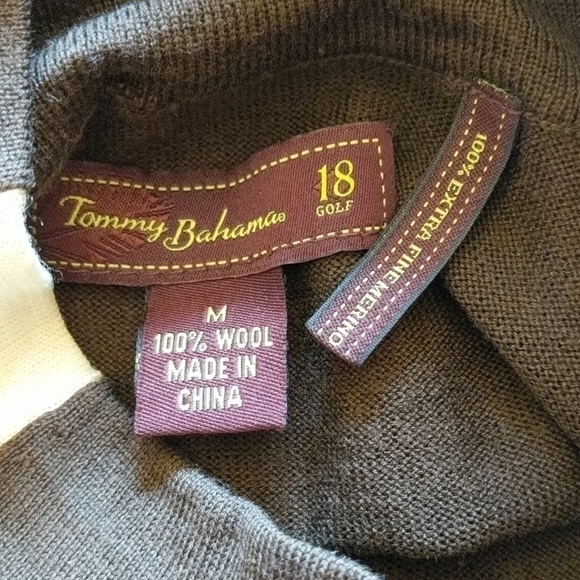 Tommy Bahama®
18
GOLF
M
100% WOOL
MADE IN
CHINA
100% EXTRA FINE MERINO